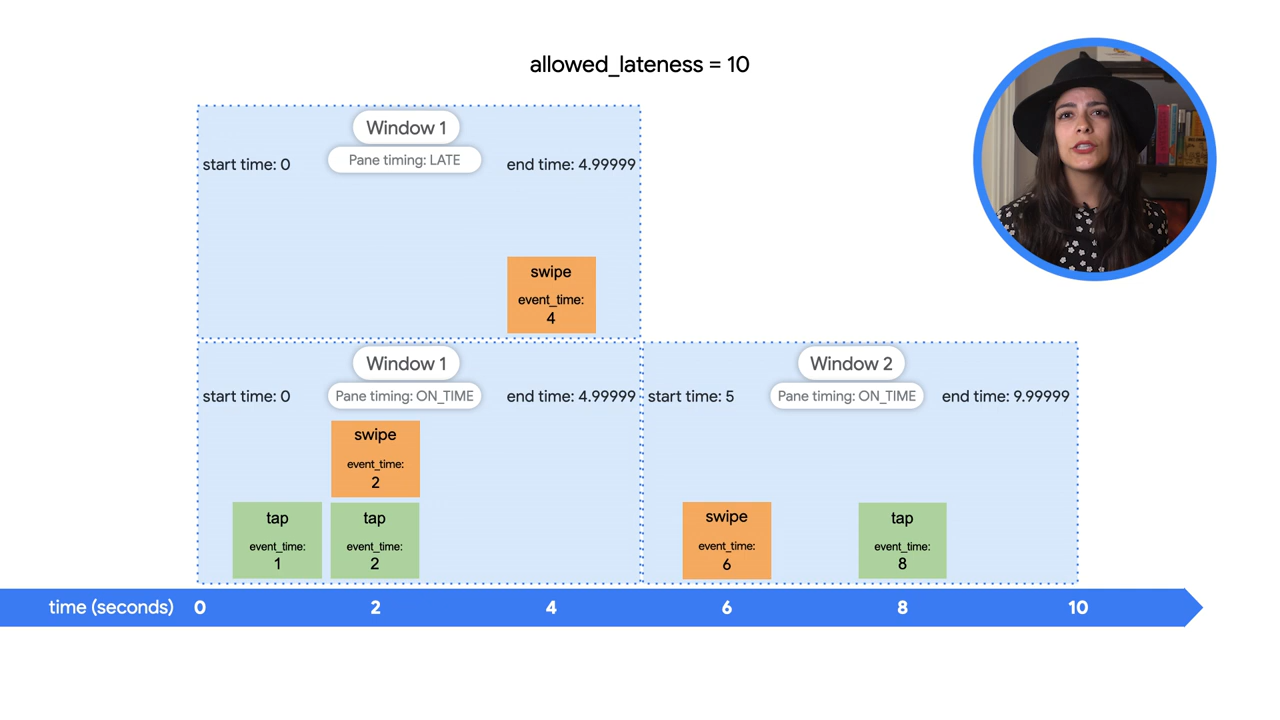 allowed_lateness = 10
Window 1
Pane timing: LATE
start time: 0
end time: 4.99999
swipe
event_time:
4
Window 1
start time: 0
Pane timing: ON_TIME
end time: 4.99999
swipe
event_time:
2
tap
event_time:
1
tap
event_time:
2
Window 2
start time: 5
Pane timing: ON_TIME
end time: 9.99999
swipe
event_time:
6
tap
event_time:
8
time (seconds) 0 2 4 6 8 10